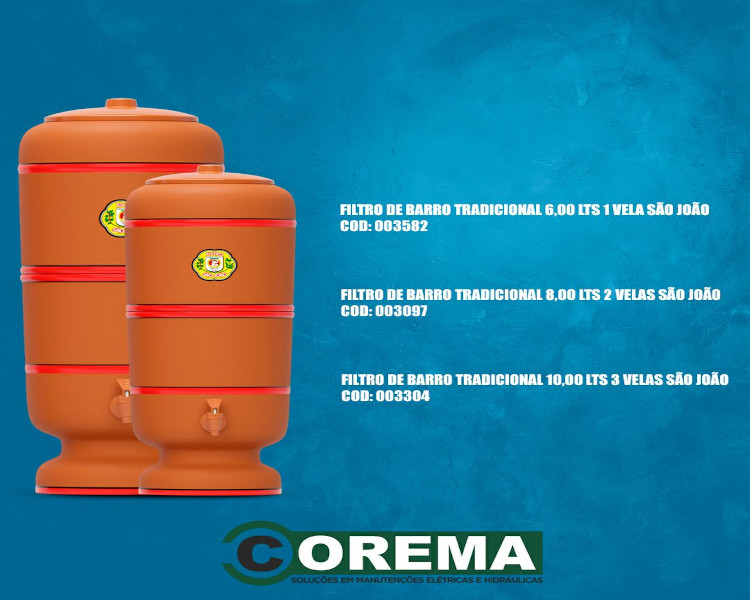 FILTRO DE BARRO TRADICIONAL 6,00 LTS 1 VELA SÃO JOÃO
COD: 003582
FILTRO DE BARRO TRADICIONAL 8,00 LTS 2 VELAS SÃO JOÃO
COD: 003097
FILTRO DE BARRO TRADICIONAL 10,00 LTS 3 VELAS SÃO JOÃO
COD: 003304
COREMA
SOLUÇÕES EM MANUTENÇÕES ELÉTRICAS E HIDRÁULICAS